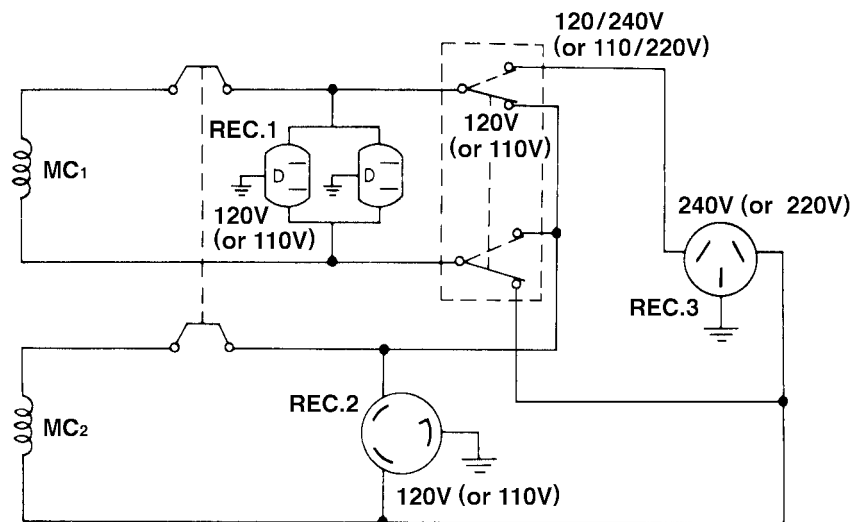 120/240V
(or 110/220V)
120V
(or 110V)
REC.1
MC1
120V
(or 110V)
240V (or 220V)
REC.3
REC.2
MC2
120V (or 110V)